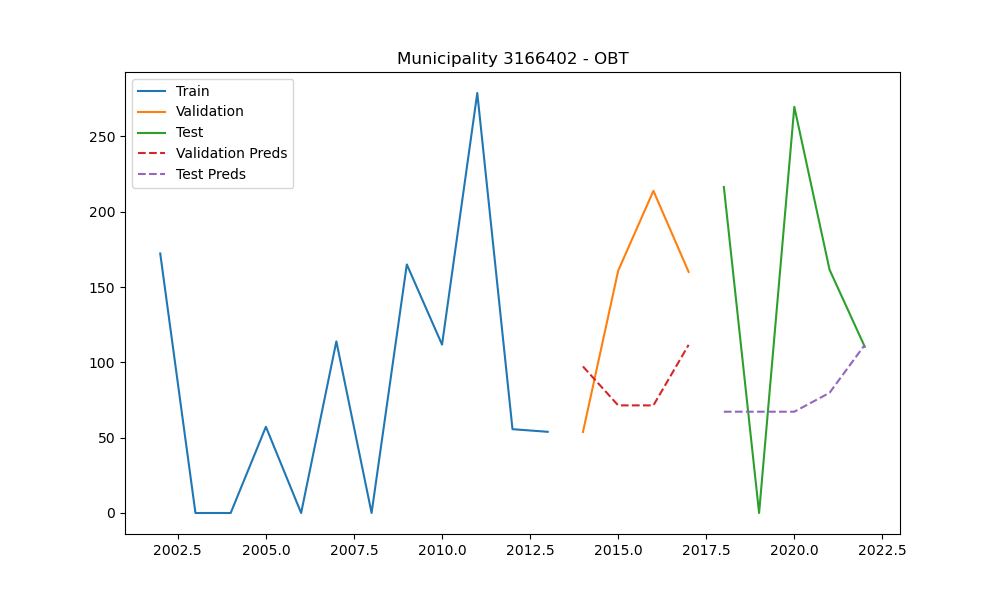 Municipality 3166402 - OBT
Train
Validation
Test
Validation Preds
Test Preds
250
200
150
100
50
0
2002.5 2005.0 2007.5 2010.0 2012.5 2015.0 2017.5 2020.0 2022.5